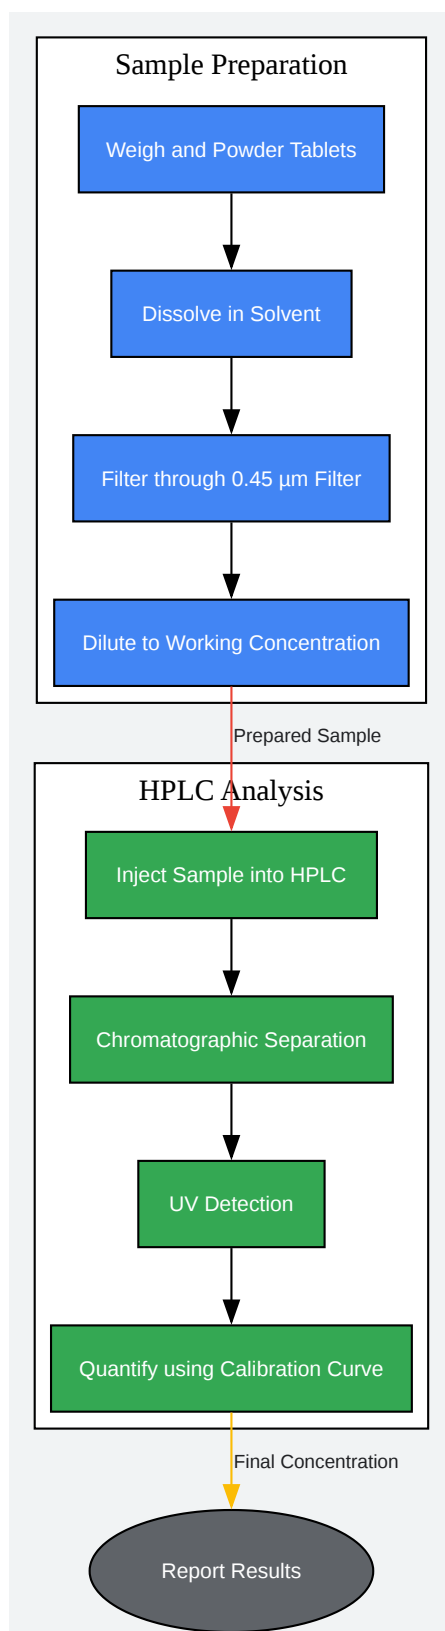 Sample Preparation
Weigh and Powder Tablets
Dissolve in Solvent
Filter through 0.45 µm Filter
Dilute to Working Concentration
Prepared Sample
HPLC Analysis
Inject Sample into HPLC
Chromatographic Separation
UV Detection
Quantify using Calibration Curve
Final Concentration
Report Results